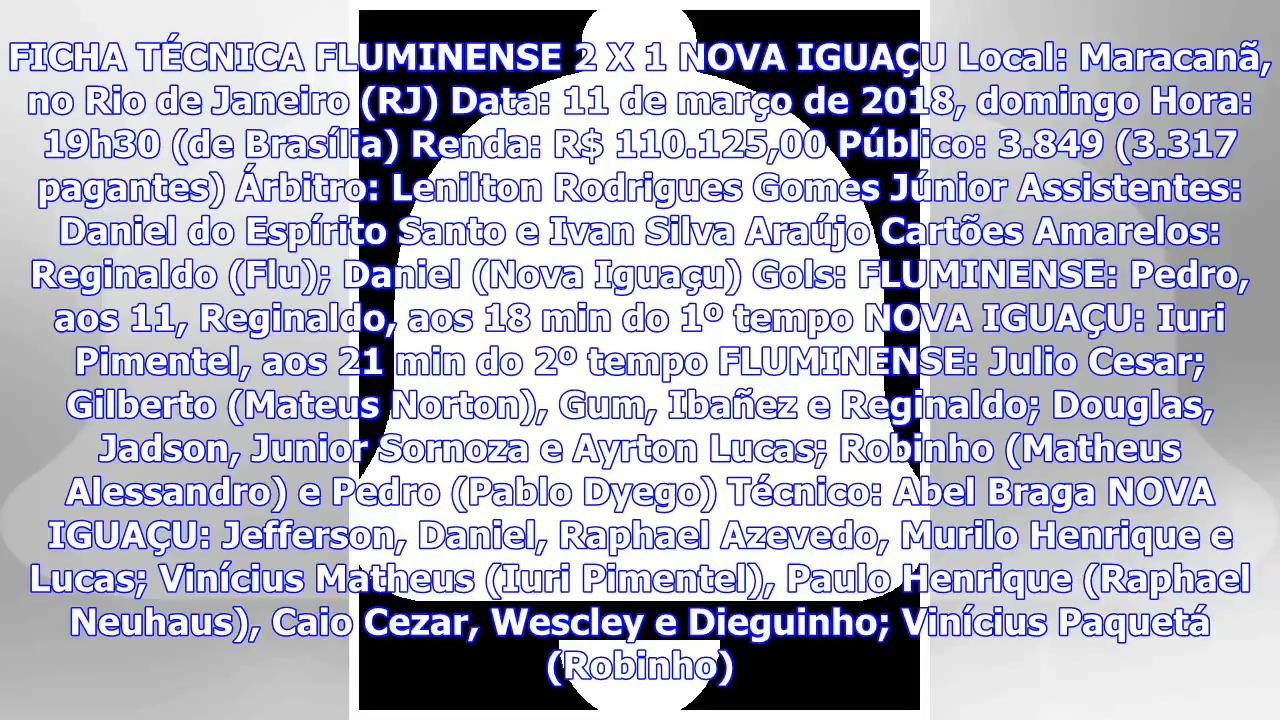 FICHA TÉCNICA FLUMINENSE 2 X 1 NOVA IGUAÇU Local: Maracanã,
no Rio de Janeiro (RJ) Data: 11 de março de 2018, domingo Hora:
19h30 (de Brasília) Renda: R$ 110.125,00 Público: 3.849 (3.317
pagantes) Árbitro: Lenilton Rodrigues Gomes Júnior Assistentes:
Daniel do Espírito Santo e Ivan Silva Araújo Cartões Amarelos:
Reginaldo (Flu); Daniel (Nova Iguaçu) Gols: FLUMINENSE: Pedro,
aos 11, Reginaldo, aos 18 min do 1º tempo NOVA IGUAÇU: Iuri
Pimentel, aos 21 min do 2º tempo FLUMINENSE: Julio Cesar;
Gilberto (Mateus Norton), Gum, Ibañez e Reginaldo; Douglas,
Jadson, Junior Sornoza e Ayrton Lucas; Robinho (Matheus
Alessandro) e Pedro (Pablo Dyego) Técnico: Abel Braga NOVA
IGUAÇU: Jefferson, Daniel, Raphael Azevedo, Murilo Henrique e
Lucas; Vinícius Matheus (Iuri Pimentel), Paulo Henrique (Raphael
Neuhaus), Caio Cezar, Wescley e Dieguinho; Vinícius Paquetá
(Robinho)